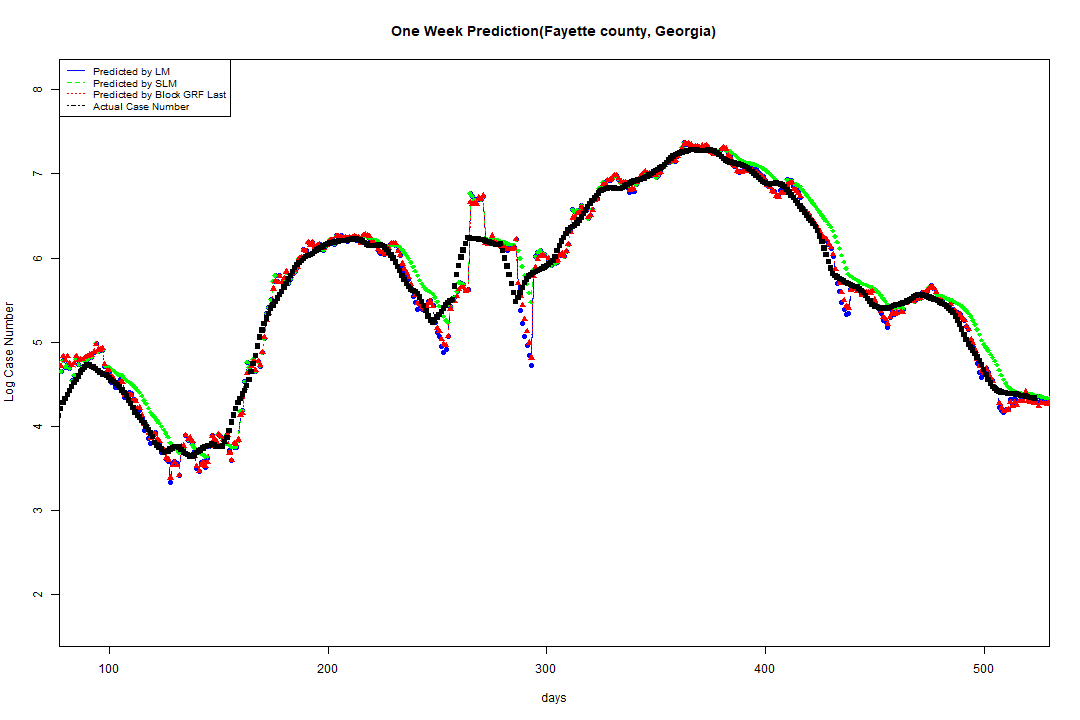 One Week Prediction(Fayette county, Georgia)
Predicted by LM
Predicted by SLM
Predicted by Block GRF Last
Actual Case Number
8
7
6
5
4
3
2
Log Case Number
100 200 300 400 500
days